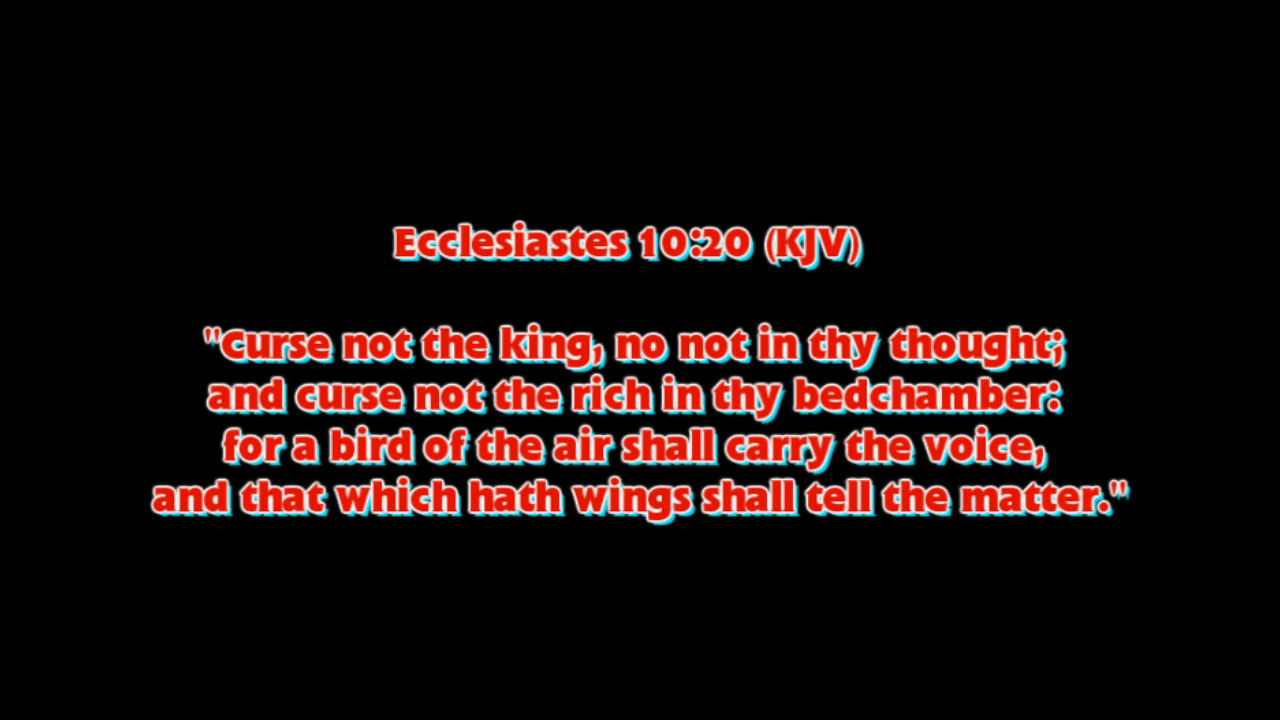 Ecclesiastes 10:20 (KJV)
"Curse not the king, no not in thy thought;
and curse not the rich in thy bedchamber:
for a bird of the air shall carry the voice,
and that which hath wings shall tell the matter."